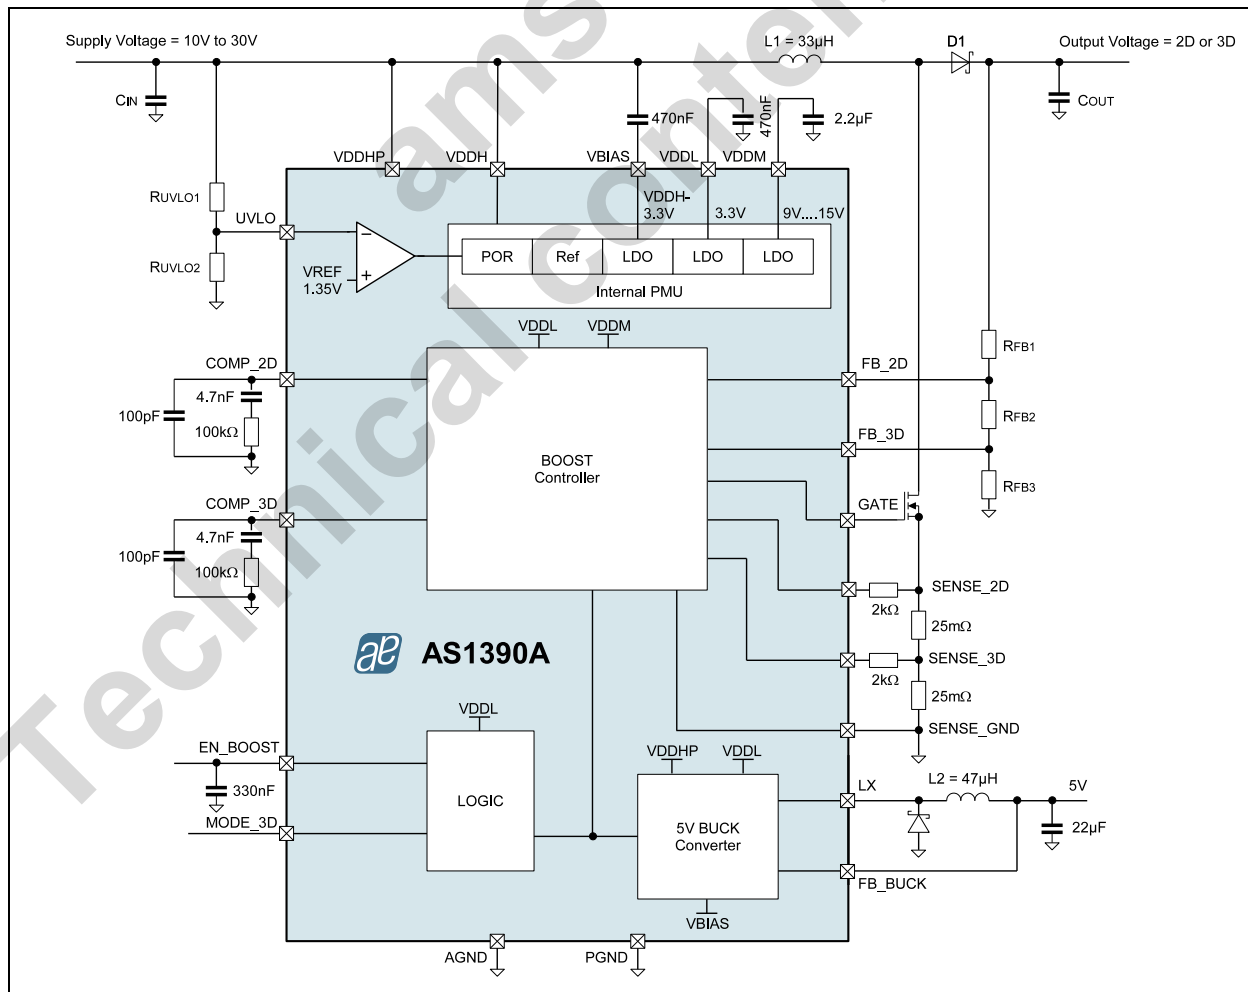 Supply Voltage = 10V to 30V
L1 = 33µH
D1
Output Voltage = 2D or 3D
CIN
470nF
470nF
2.2µF
COUT
VDDHP
VDDH
VBIAS
VDDL
VDDM
RUVLO1
VDDH-
3.3V
3.3V
9V....15V
UVLO
RUVLO2
VREF
1.35V
POR
Ref
LDO
LDO
LDO
Internal PMU
VDDL
VDDM
COMP_2D
FB_2D
RFB1
4.7nF
100pF
100kΩ
RFB2
FB_3D
BOOST
Controller
RFB3
COMP_3D
GATE
4.7nF
100pF
100kΩ
SENSE_2D
2kΩ
25mΩ
ae AS1390A
SENSE_3D
2kΩ
25mΩ
VDDL
SENSE_GND
EN_BOOST
VDDHP
VDDL
330nF
LOGIC
LX
L2 = 47µH
5V
MODE_3D
5V BUCK
Converter
22µF
FB_BUCK
VBIAS
AGND
PGND
ams
Technical content